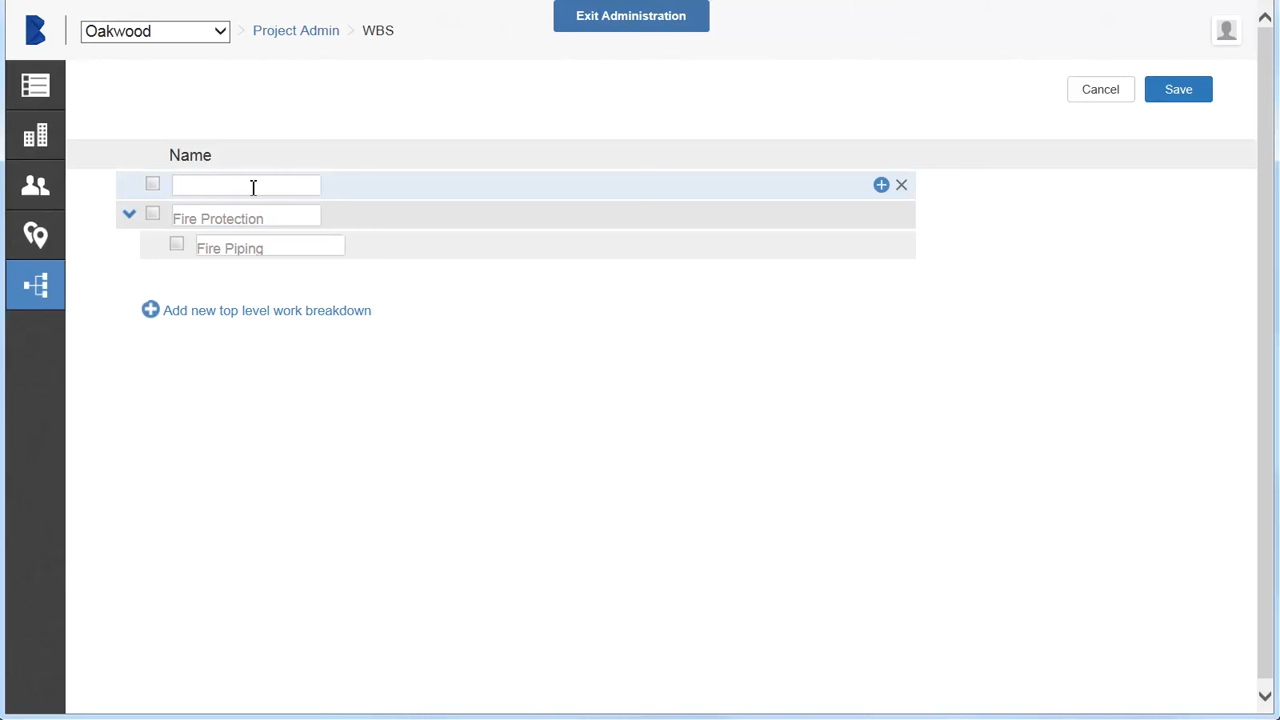 Exit Administration
Oakwood > Project Admin > WBS
Cancel Save
Name
Fire Protection
Fire Piping
Add new top level work breakdown